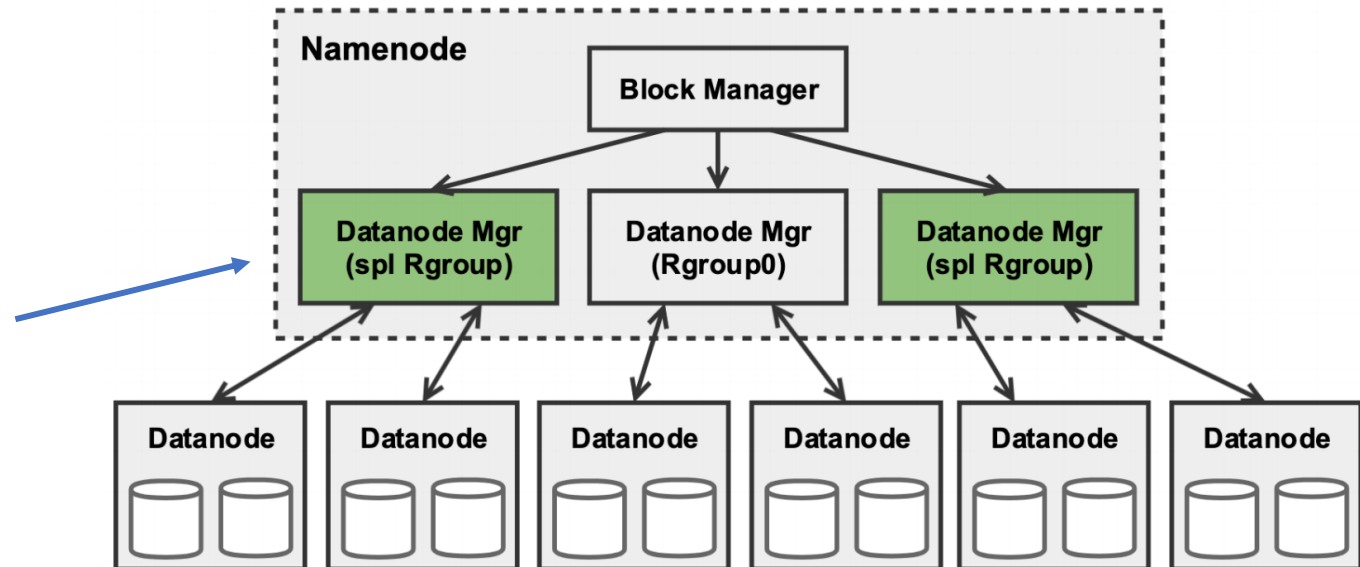 Namenode
Block Manager
Datanode Mgr
(spl Rgroup)
Datanode Mgr
(Rgroup0)
Datanode Mgr
(spl Rgroup)
Datanode
Datanode
Datanode
Datanode
Datanode
Datanode